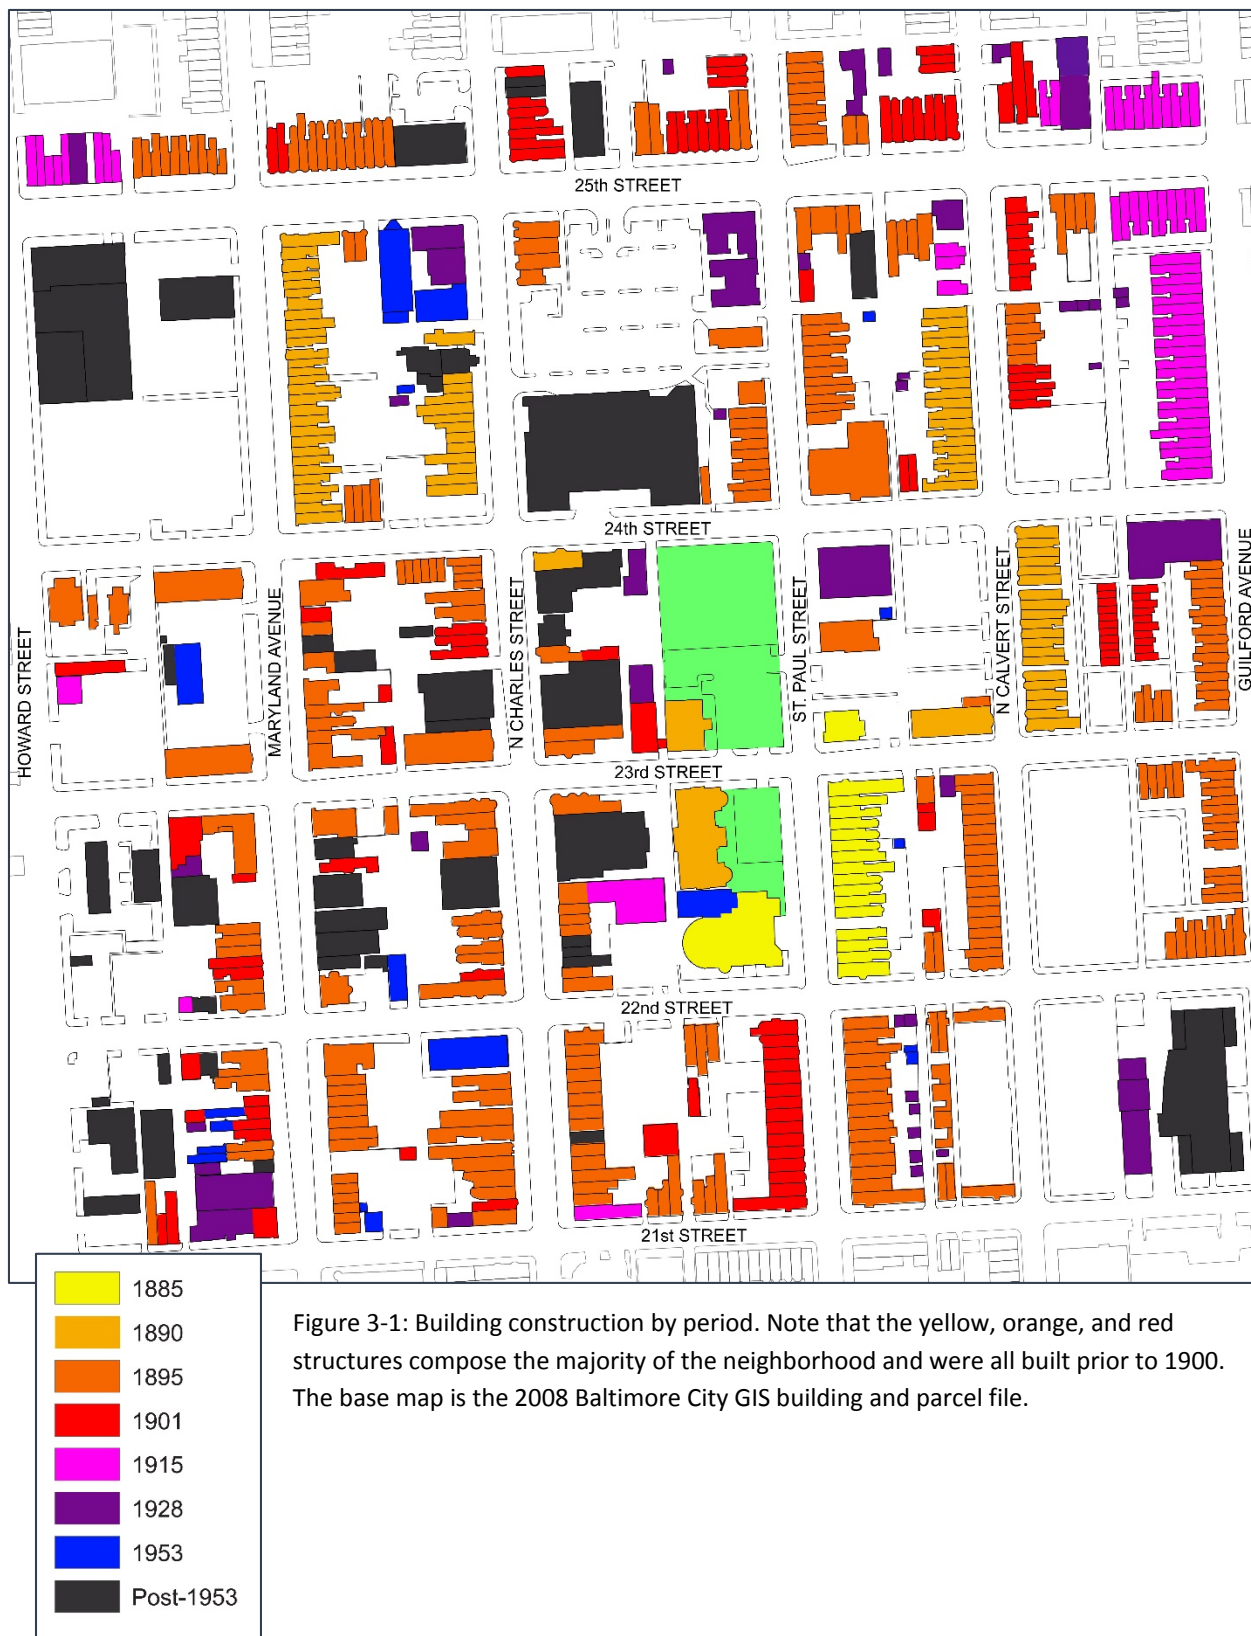 25th STREET
24th STREET
HOWARD STREET
MARYLAND AVENUE
N CHARLES STREET
ST. PAUL STREET
N CALVERT STREET
GUILFORD AVENUE
23rd STREET
22nd STREET
21st STREET
1885
1890
1895
1901
1915
1928
1953
Post-1953
Figure 3-1: Building construction by period. Note that the yellow, orange, and red
structures compose the majority of the neighborhood and were all built prior to 1900.
The base map is the 2008 Baltimore City GIS building and parcel file.